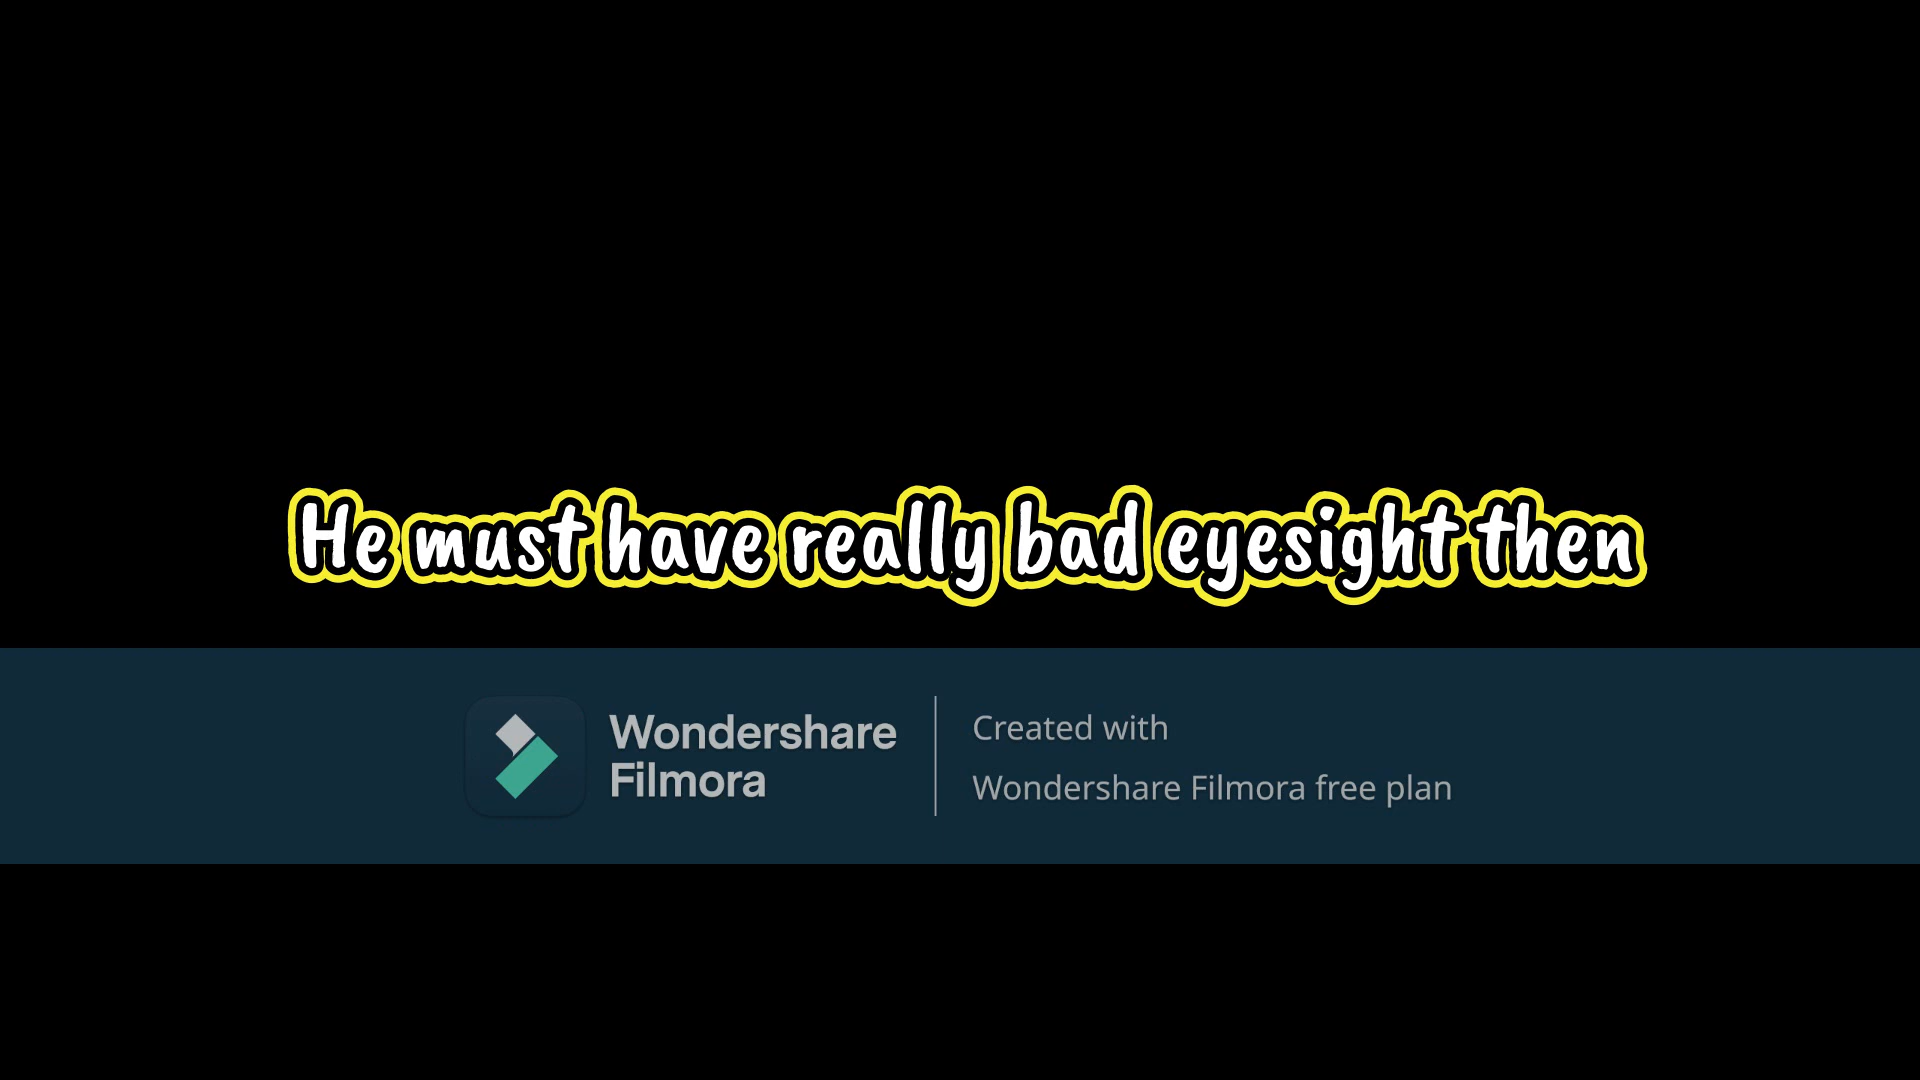 He must have really bad eyesight then
Wondershare
Filmora
Created with
Wondershare Filmora free plan